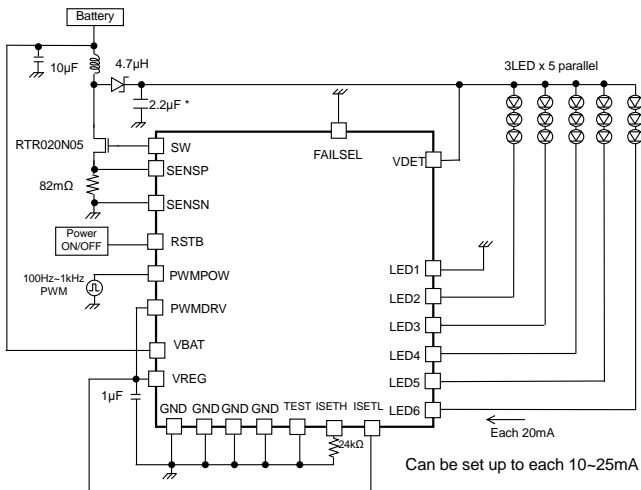 Battery
10µF
4.7µH
2.2µF *
3LED x 5 parallel
RTR020N05
82mΩ
Power
ON/OFF
100Hz~1kHz
PWM
SW
SENSP
SENSN
RSTB
PWMPOW
PWMDRV
VBAT
VREG
1µF
FAILSEL
VDET
LED1
LED2
LED3
LED4
LED5
LED6
GND GND GND GND TEST ISETH ISETL
24kΩ
Each 20mA
Can be set up to each 10~25mA